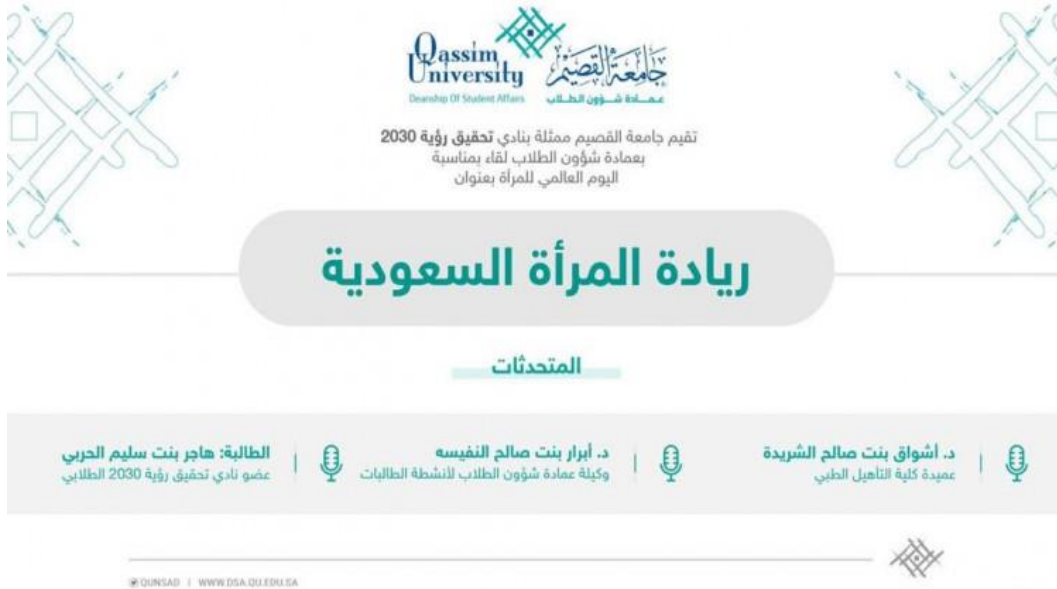 Qassim
University
Deanship Of Student Affairs
جامعة القصيم
عمادة شؤون الطلاب
تقيم جامعة القصيم ممثلة بنادي تحقيق رؤية 2030
بعمادة شؤون الطلاب لقاء بمناسبة
اليوم العالمي للمرأة بعنوان
ريادة المرأة السعودية
المتحدثات
د. أشواق بنت صالح الشريدة
عميدة كلية التأهيل الطبي
د. أبرار بنت صالح النفيسه
وكيلة عمادة شؤون الطلاب لأنشطة الطالبات
الطالبة: هاجر بنت سليم الحربي
عضو نادي تحقيق رؤية 2030 الطلابي
QUNSAD | WWW.DSA.QU.EDU.SA